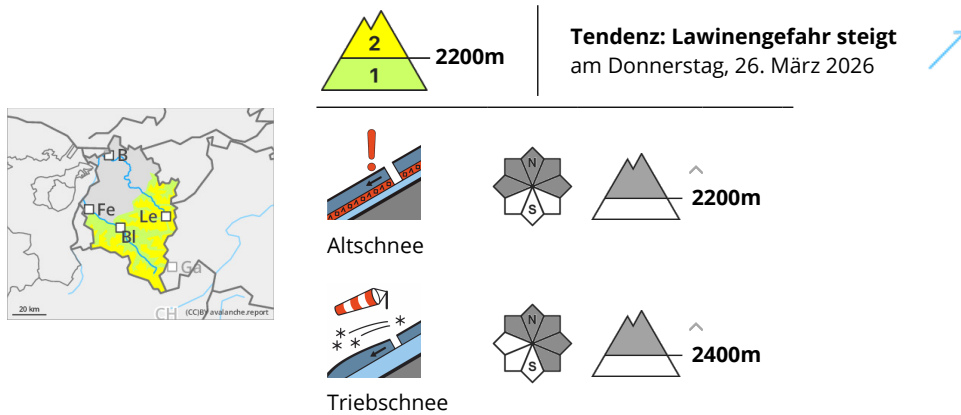 2
1
2200m
Tendenz: Lawinengefahr steigt
am Donnerstag, 26. März 2026
B
Fe
Le
Bl
Ga
CH
20 km
(CC)BY avalanche.report
N
S
2200m
Altschnee
N
S
2400m
Triebschnee